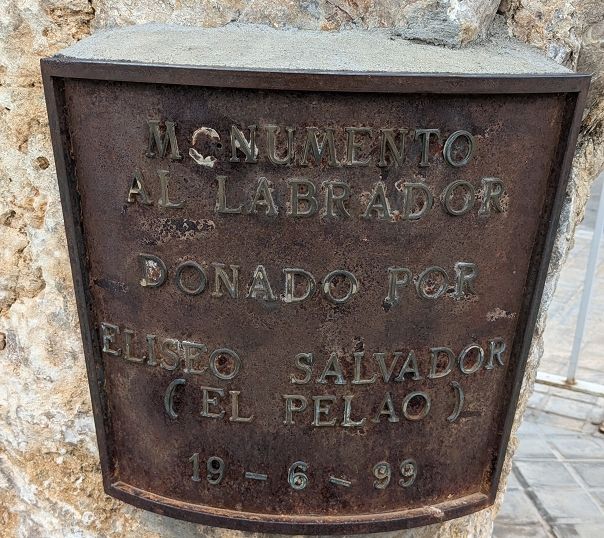 MONUMENTO
AL LABRADOR
DONADO POR
ELISEO SALVADOR
(EL PELAO)
19-6-99